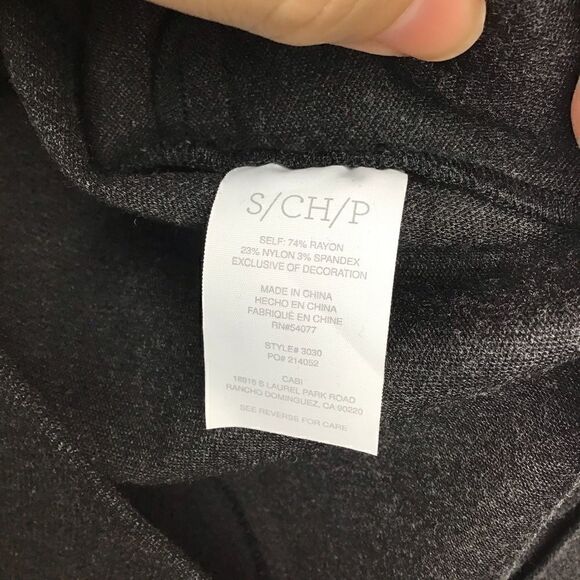 S/CH/P
SELF: 74% RAYON
23% NYLON 3% SPANDEX
EXCLUSIVE OF DECORATION
MADE IN CHINA
HECHO EN CHINA
FABRIQUÉ EN CHINE
RN#54077
STYLE# 3030
PO# 214052
CABI
18916 S LAUREL PARK ROAD
RANCHO DOMINGUEZ, CA 90220
SEE REVERSE FOR CARE